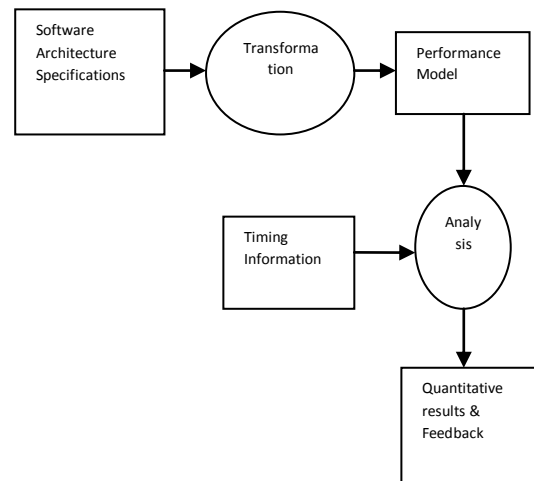 Software
Architecture
Specifications
Transforma
tion
Performance
Model
Timing
Information
Analy
sis
Quantitative
results &
Feedback